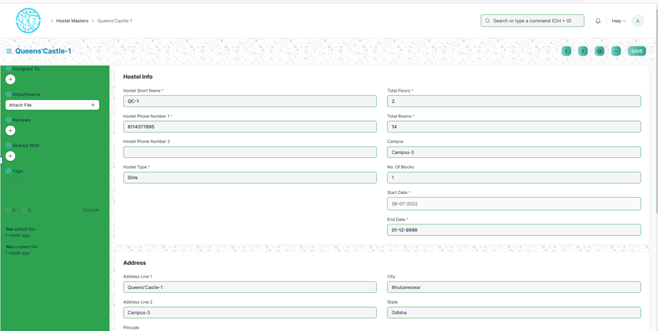 Hostel Masters
Queens'Castle-1
Search or type a command (Ctrl + G)
Help
A
Queens'Castle-1
SAVE
Assigned To
Attachments
Attach File
Reviews
Shared With
Tags
FOLLOW
You edited this
1 month ago
You created this
1 month ago
Hostel Info
Hostel Short Name *
QC-1
Hostel Phone Number 1 *
8114377695
Hostel Phone Number 2
Hostel Type *
Girls
Total Floors *
2
Total Rooms *
14
Campus
Campus-3
No. Of Blocks
1
Start Date *
06-07-2022
End Date *
01-12-9999
Address
Address Line 1
Queens'Castle-1
Address Line 2
Campus-3
Pincode
City
Bhubaneswar
State
Odisha